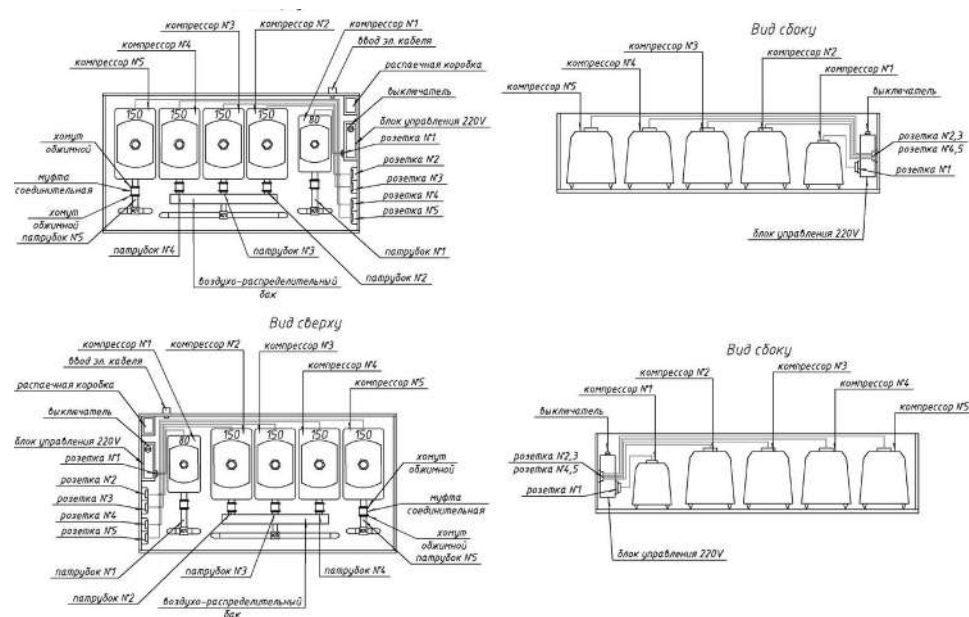 компрессор №1
компрессор №2
компрессор №3
ввод эл. кабеля
компрессор №4
компрессор №5
распаечная коробка
выключатель
блок управления 220V
розетка №1
розетка №2
розетка №3
розетка №4
розетка №5
150
150
150
150
80
хомут
обжимной
муфта
соединительная
хомут
обжимной
патрубок №5
патрубок №4
патрубок №3
патрубок №1
патрубок №2
воздухо-распределительный
бак
Вид сбоку
компрессор №3
компрессор №2
компрессор №4
компрессор №1
компрессор №5
выключатель
розетка №2,3
розетка №4,5
розетка №1
блок управления 220V
Вид сверху
компрессор №1
компрессор №2
компрессор №3
ввод эл. кабеля
компрессор №4
распаечная коробка
компрессор №5
выключатель
блок управления 220V
розетка №1
розетка №2
розетка №3
розетка №4
розетка №5
80
150
150
150
150
хомут
обжимной
муфта
соединительная
хомут
обжимной
патрубок №5
патрубок №1
патрубок №3
патрубок №4
патрубок №2
воздухо-распределительный
бак
Вид сбоку
компрессор №2
компрессор №3
компрессор №1
компрессор №4
выключатель
компрессор №5
розетка №2,3
розетка №4,5
розетка №1
блок управления 220V